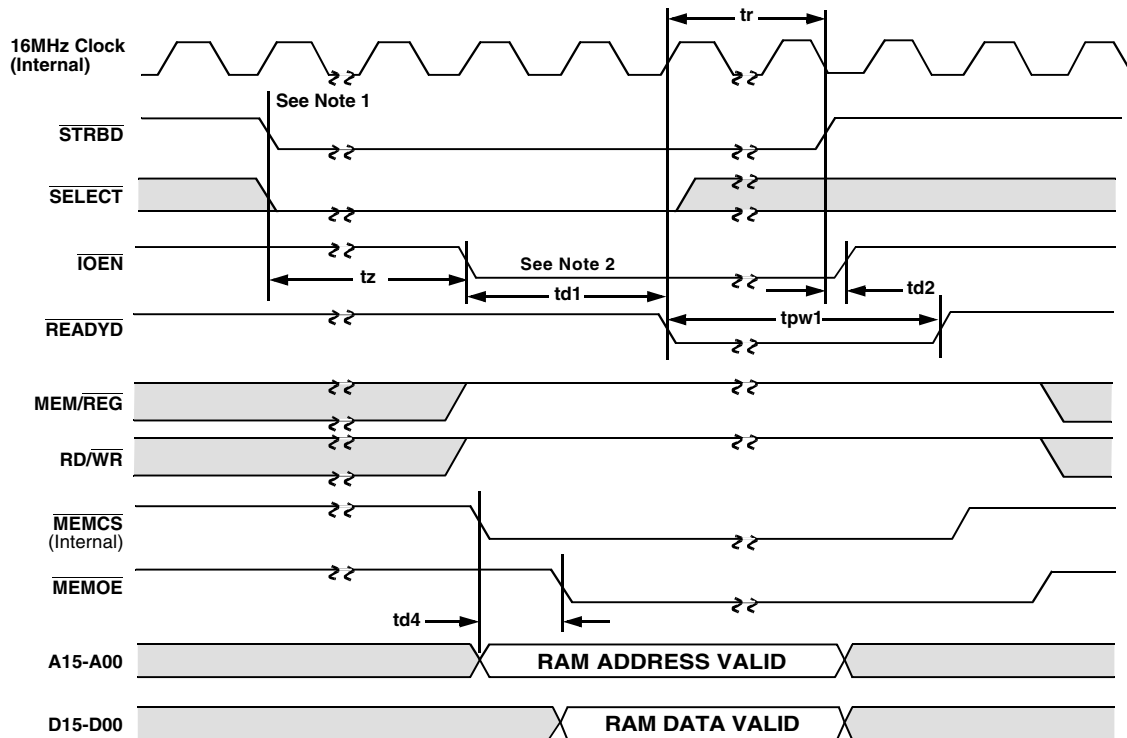 tr
16MHz Clock
(Internal)
See Note 1
STRBD
SELECT
IOEN
See Note 2
tz
td1
td2
tpw1
READYD
MEM/REG
RD/WR
MEMCS
(Internal)
MEMOE
td4
A15-A00
RAM ADDRESS VALID
D15-D00
RAM DATA VALID